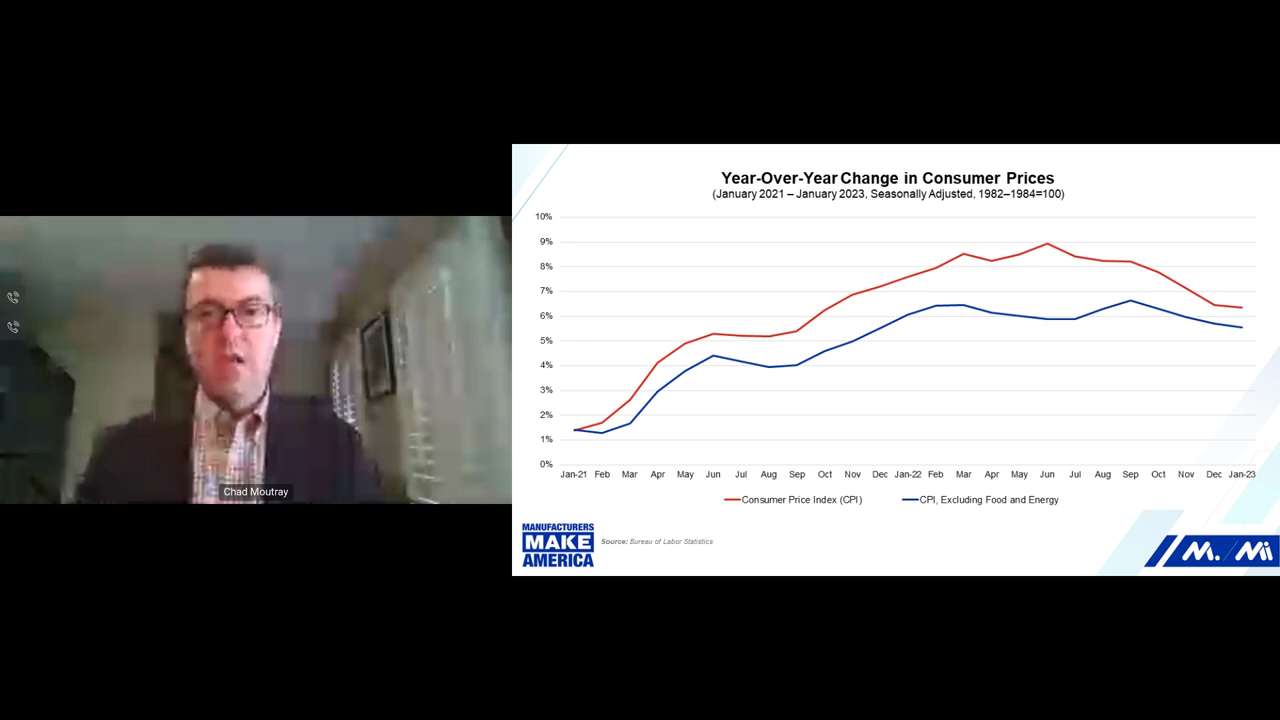 Chad Moutray
Year-Over-Year Change in Consumer Prices
(January 2021 – January 2023, Seasonally Adjusted, 1982–1984=100)
10%
9%
8%
7%
6%
5%
4%
3%
2%
1%
0%
Jan-21 Feb Mar Apr May Jun Jul Aug Sep Oct Nov Dec Jan-22 Feb Mar Apr May Jun Jul Aug Sep Oct Nov Dec Jan-23
Consumer Price Index (CPI) CPI, Excluding Food and Energy
MANUFACTURERS
MAKE
AMERICA
Source: Bureau of Labor Statistics
M. / Mi